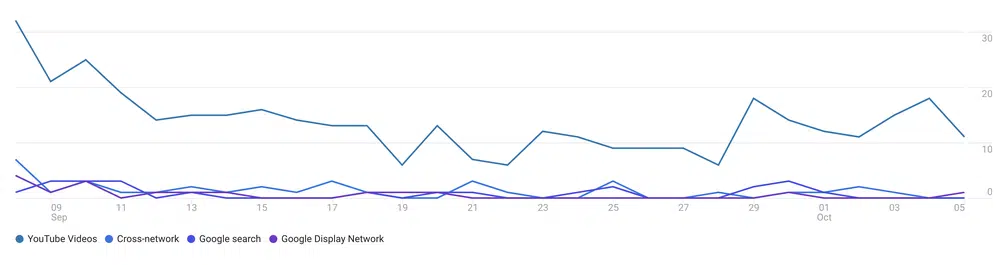 30
20
10
0
09 11 13 15 17 19 21 23 25 27 29 01 03 05
Sep Oct
YouTube Videos Cross-network Google search Google Display Network